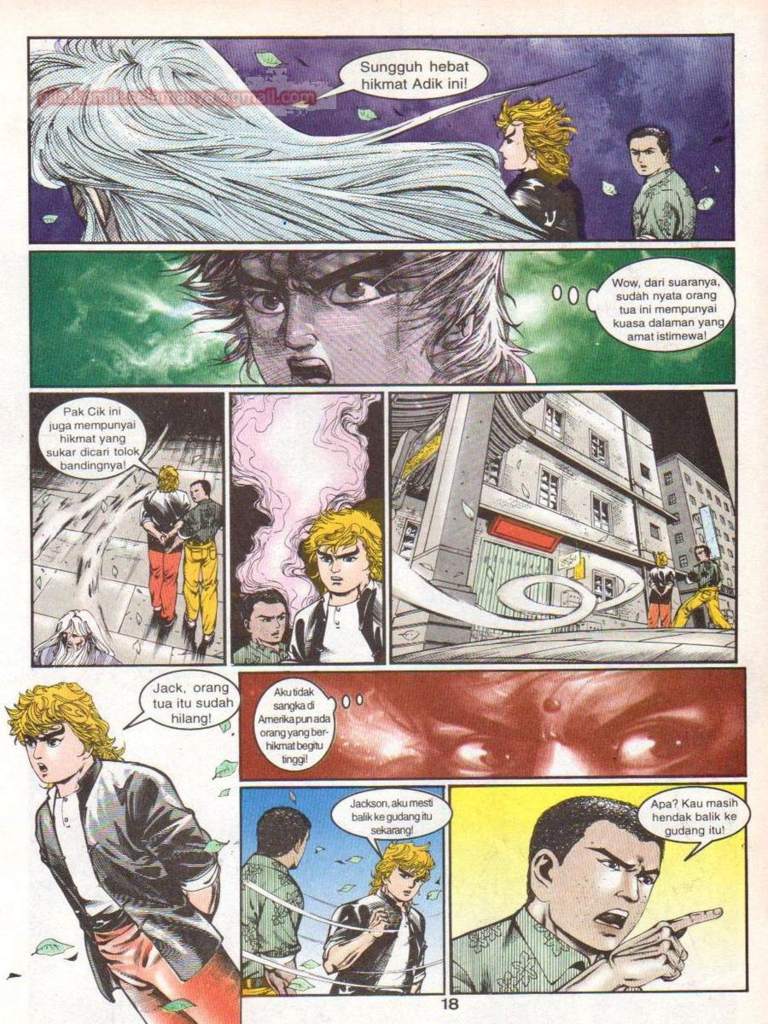 Sungguh hebat
hikmat Adik ini!
Wow, dari suaranya,
sudah nyata orang
tua ini mempunyai
kuasa dalaman yang
amat istimewa!
Pak Cik ini
juga mempunyai
hikmat yang
sukar dicari tolok
bandingnya!
Jack, orang
tua itu sudah
hilang!
Aku tidak
sangka di
Amerika pun ada
orang yang ber-
hikmat begitu
tinggi!
Jackson, aku mesti
balik ke gudang itu
sekarang!
Apa? Kau masih
hendak balik ke
gudang itu!
18